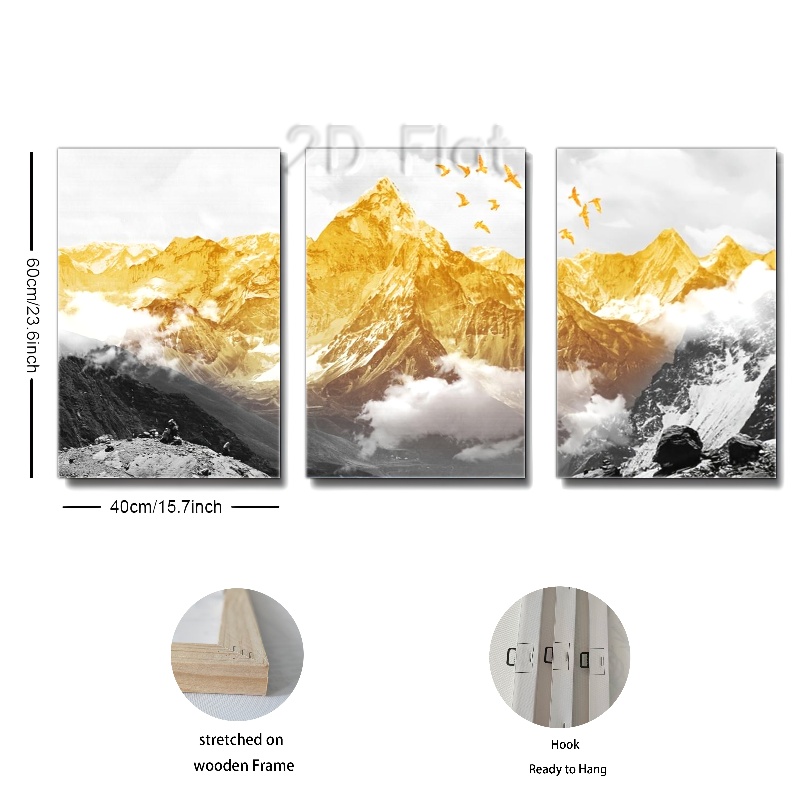 2D Flat
60cm/23.6inch
40cm/15.7inch
stretched on
wooden Frame
Hook
Ready to Hang